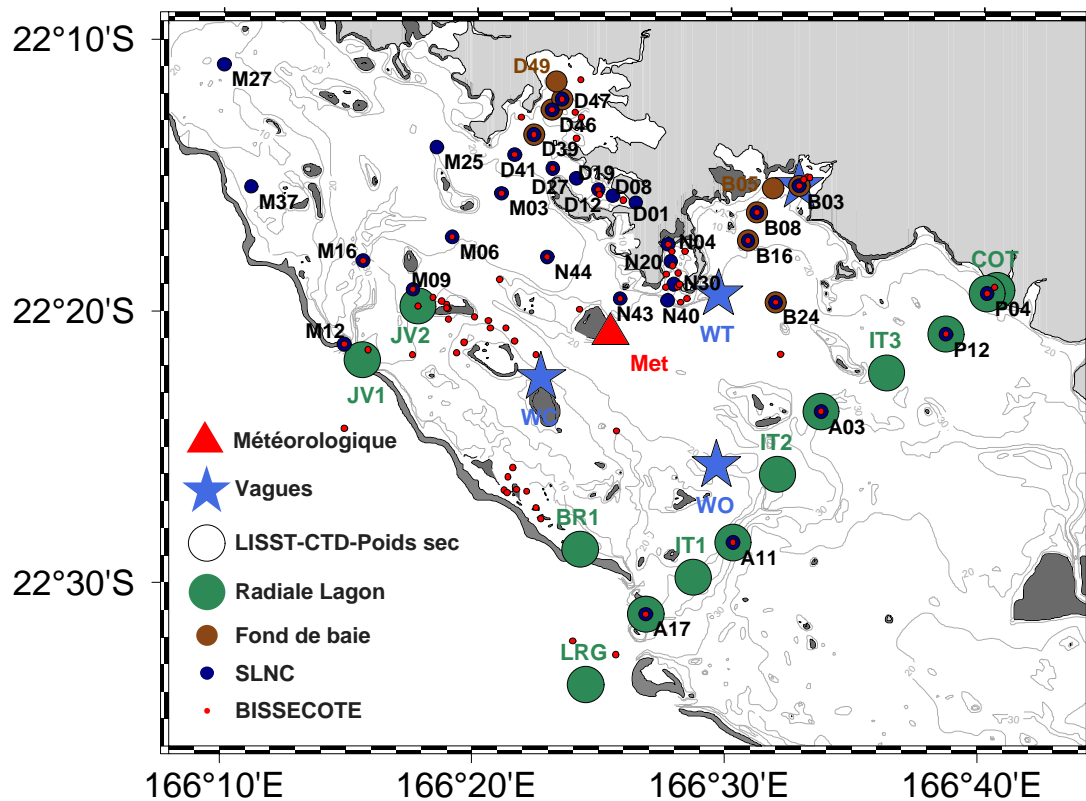 22°10'S
22°20'S
22°30'S
166°10'E
166°20'E
166°30'E
166°40'E
M27
D49
D47
D46
D39
M25
D41
D19
D27
D08
D12
D01
M37
M03
B05
B03
B08
N04
B16
M06
N20
M16
N44
COT
N30
M09
P04
N43
N40
WT
B24
JV2
IT3
M12
P12
Met
JV1
WC
A03
IT2
WO
BR1
IT1
A11
A17
LRG
Météorologique
Vagues
LISST-CTD-Poids sec
Radiale Lagon
Fond de baie
SLNC
BISSECOTE